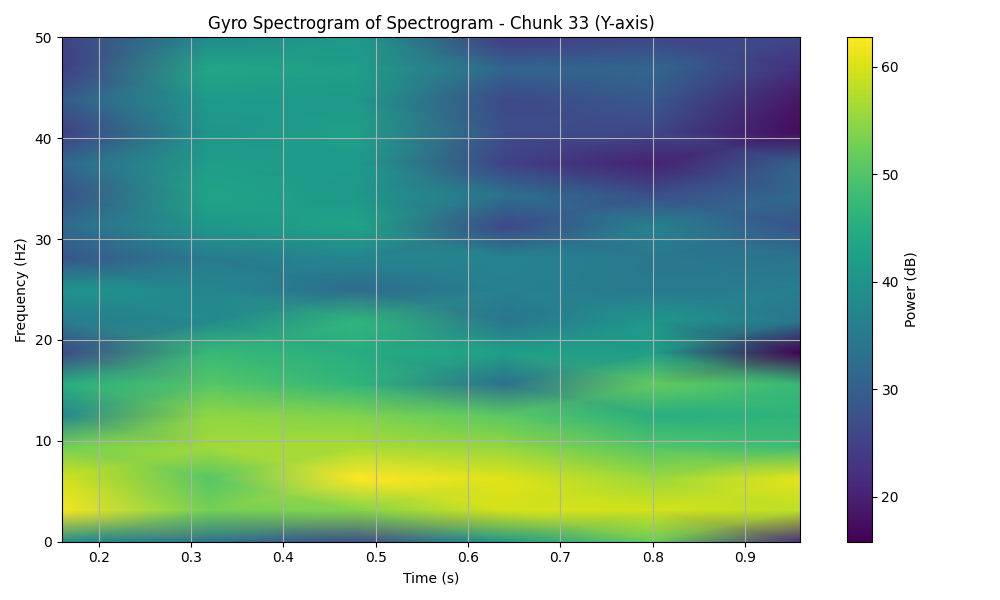 Gyro Spectrogram of Spectrogram - Chunk 33 (Y-axis)
Frequency (Hz)
50
40
30
20
10
0
0.2 0.3 0.4 0.5 0.6 0.7 0.8 0.9
Time (s)
60
50
40
30
20
Power (dB)